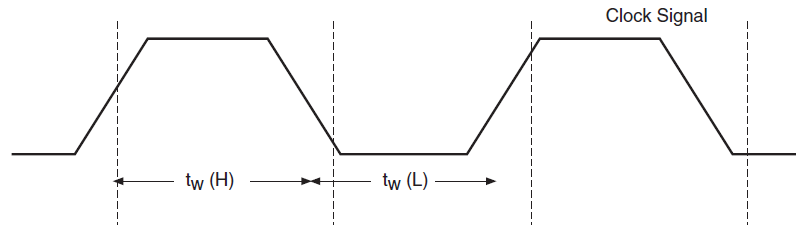 Clock Signal
tw (H)
tw (L)